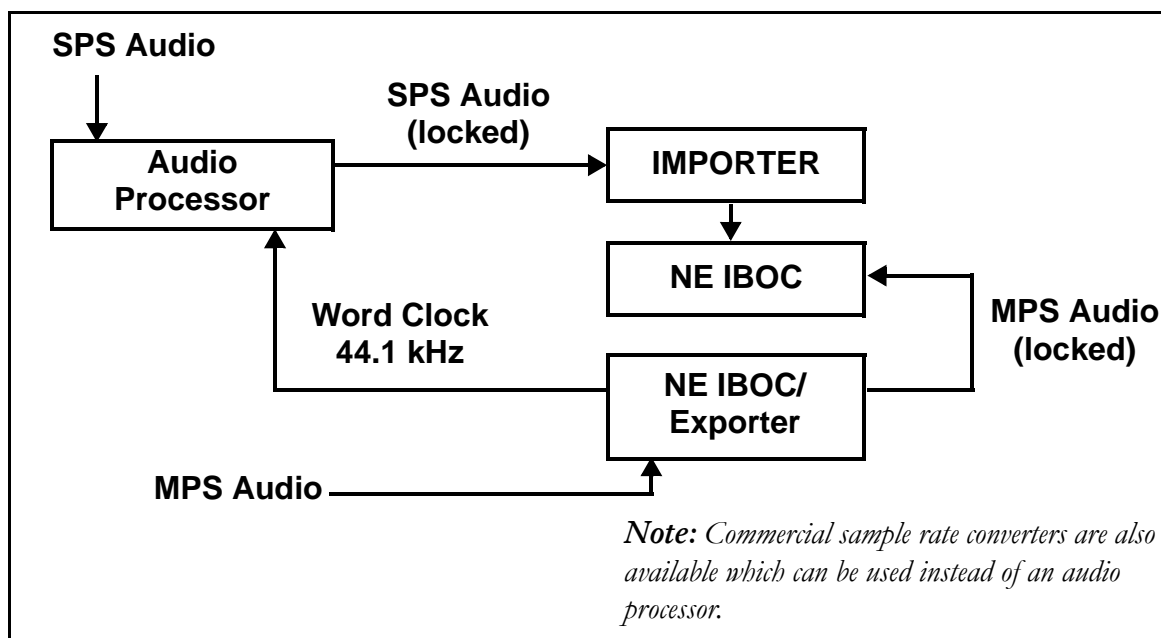 SPS Audio
SPS Audio
(locked)
Audio
Processor
IMPORTER
NE IBOC
Word Clock
44.1 kHz
MPS Audio
(locked)
NE IBOC/
Exporter
MPS Audio
Note: Commercial sample rate converters are also
available which can be used instead of an audio
processor.